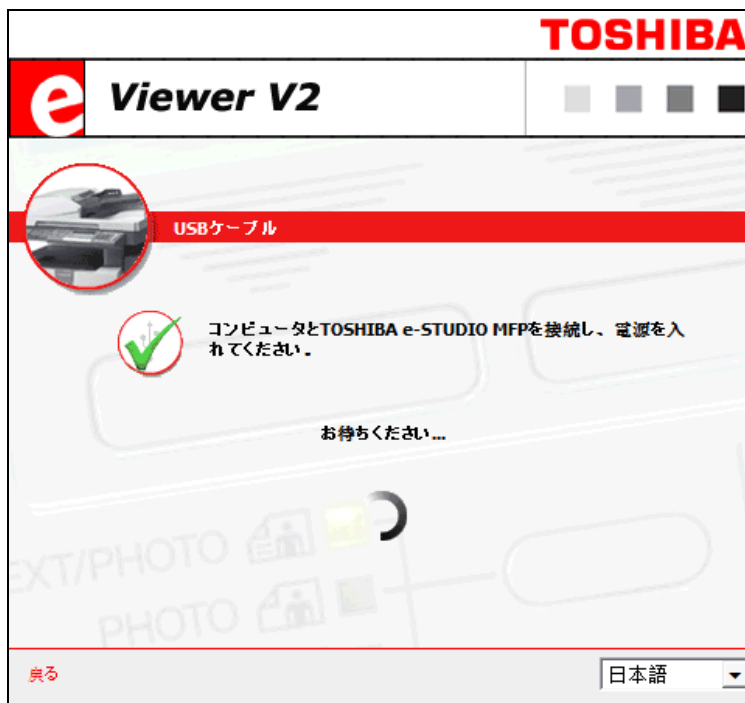 TOSHIBA
e Viewer V2
USBケーブル
コンピュータとTOSHIBA e-STUDIO MFPを接続し、電源を入
れてください.
お待ちください...
EXT/PHOTO
PHOTO
戻る
日本語